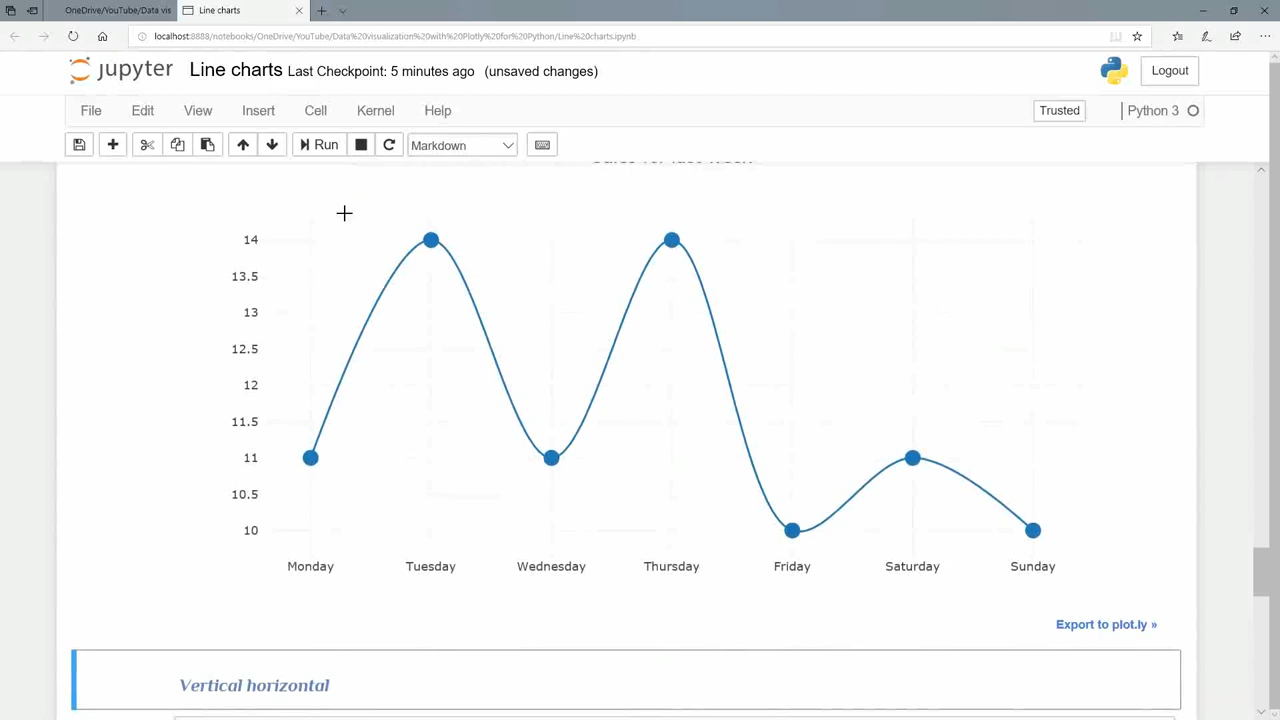 OneDrive/YouTube/Data vis
Line charts
localhost:8888/notebooks/OneDrive/YouTube/Data%20visualization%20with%20Plotly%20for%20Python/Line%20charts.ipynb
jupyter Line charts Last Checkpoint: 5 minutes ago (unsaved changes)
Logout
File Edit View Insert Cell Kernel Help
Trusted Python 3
Run Markdown
14
13.5
13
12.5
12
11.5
11
10.5
10
Monday Tuesday Wednesday Thursday Friday Saturday Sunday
Export to plot.ly »
Vertical horizontal